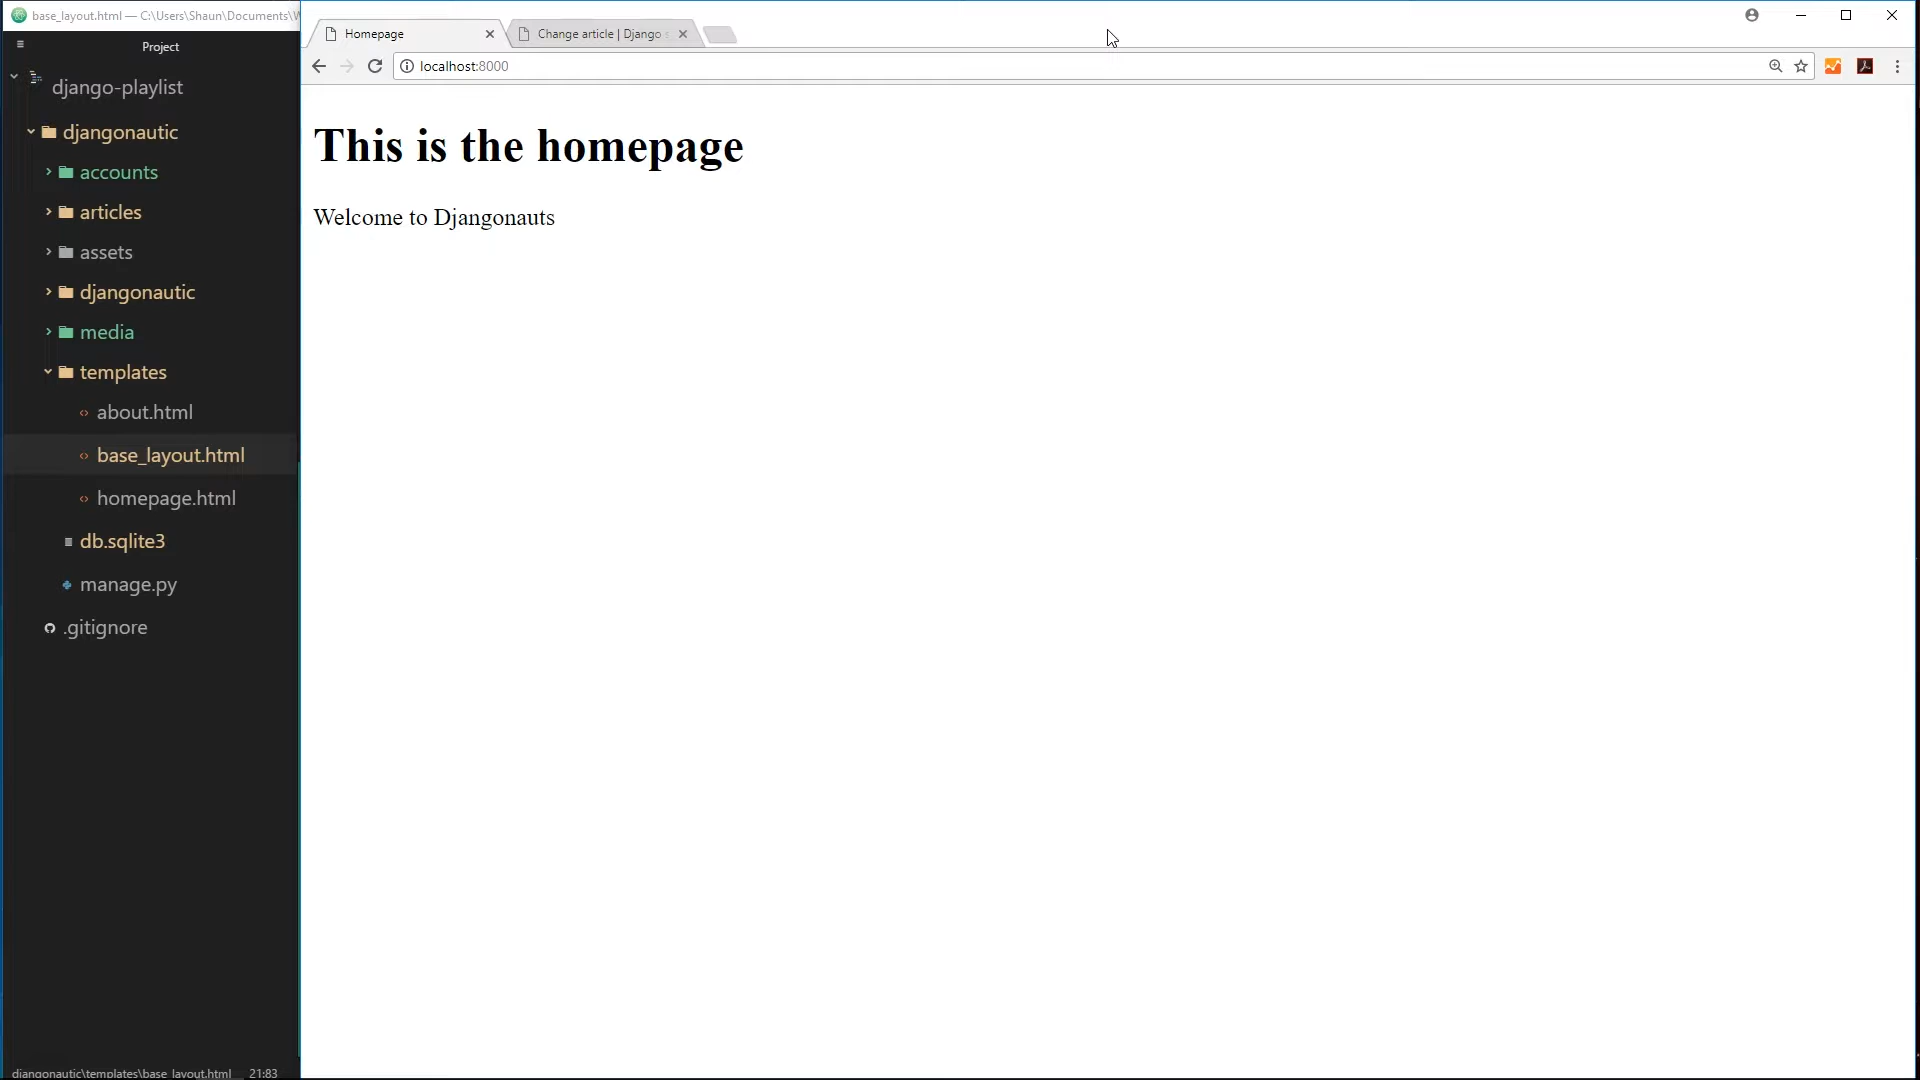 base_layout.html — C:\Users\Shaun\Documents\W
Project
django-playlist
djangonautic
accounts
articles
assets
djangonautic
media
templates
about.html
base_layout.html
homepage.html
db.sqlite3
manage.py
.gitignore
djangonautic\templates\base_layout.html 21:83
Homepage
Change article | Django s
localhost:8000
This is the homepage
Welcome to Djangonauts